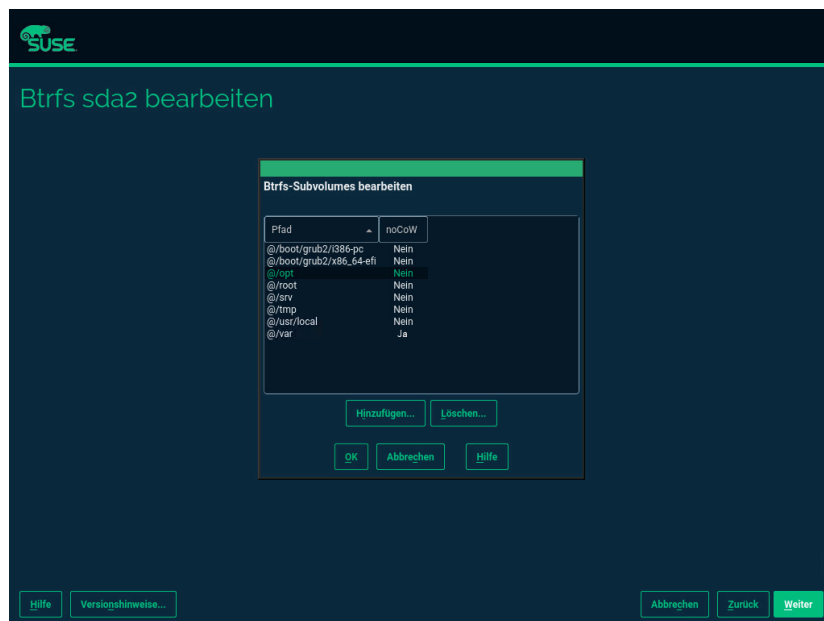 SUSE
Btrfs sda2 bearbeiten
Btrfs-Subvolumes bearbeiten
Pfad noCoW
@/boot/grub2/i386-pc Nein
@/boot/grub2/x86_64-efi Nein
@/opt Nein
@/root Nein
@/srv Nein
@/tmp Nein
@/usr/local Nein
@/var Ja
Hinzufügen... Löschen...
OK Abbrechen Hilfe
Hilfe Versionshinweise... Abbrechen Zurück Weiter